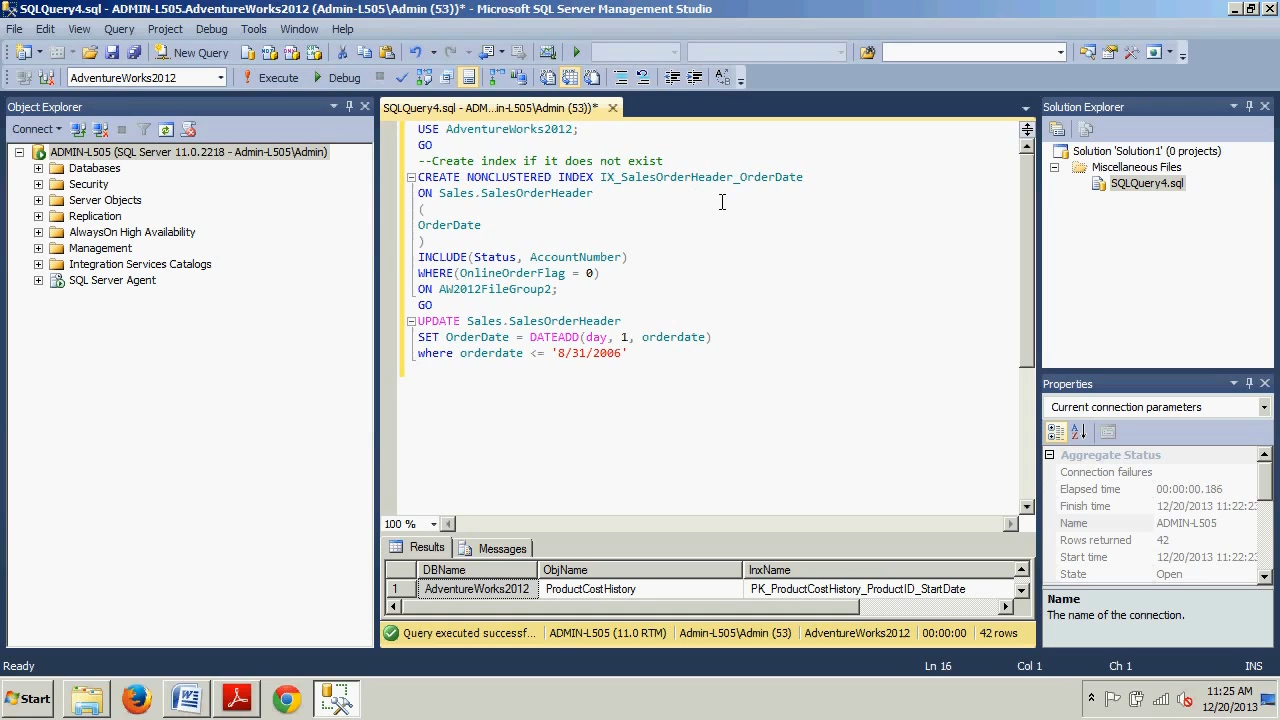 SQLQuery4.sql - ADMIN-L505.AdventureWorks2012 (Admin-L505\Admin (53))* - Microsoft SQL Server Management Studio
File Edit View Query Project Debug Tools Window Help
New Query
AdventureWorks2012 Execute Debug
Object Explorer
Connect
ADMIN-L505 (SQL Server 11.0.2218 - Admin-L505\Admin)
Databases
Security
Server Objects
Replication
AlwaysOn High Availability
Management
Integration Services Catalogs
SQL Server Agent
SQLQuery4.sql - ADM...in-L505\Admin (53))*
USE AdventureWorks2012;
GO
--Create index if it does not exist
CREATE NONCLUSTERED INDEX IX_SalesOrderHeader_OrderDate
ON Sales.SalesOrderHeader
(
OrderDate
)
INCLUDE(Status, AccountNumber)
WHERE(OnlineOrderFlag = 0)
ON AW2012FileGroup2;
GO
UPDATE Sales.SalesOrderHeader
SET OrderDate = DATEADD(day, 1, orderdate)
where orderdate <= '8/31/2006'
100 %
Results Messages
DBName ObjName InxName
1 AdventureWorks2012 ProductCostHistory PK_ProductCostHistory_ProductID_StartDate
Query executed successf... ADMIN-L505 (11.0 RTM) Admin-L505\Admin (53) AdventureWorks2012 00:00:00 42 rows
Solution Explorer
Solution 'Solution1' (0 projects)
Miscellaneous Files
SQLQuery4.sql
Properties
Current connection parameters
Aggregate Status
Connection failures
Elapsed time 00:00:00.186
Finish time 12/20/2013 11:22:23
Name ADMIN-L505
Rows returned 42
Start time 12/20/2013 11:22:23
State Open
Name
The name of the connection.
Ready Ln 16 Col 1 Ch 1 INS
Start 11:25 AM
12/20/2013